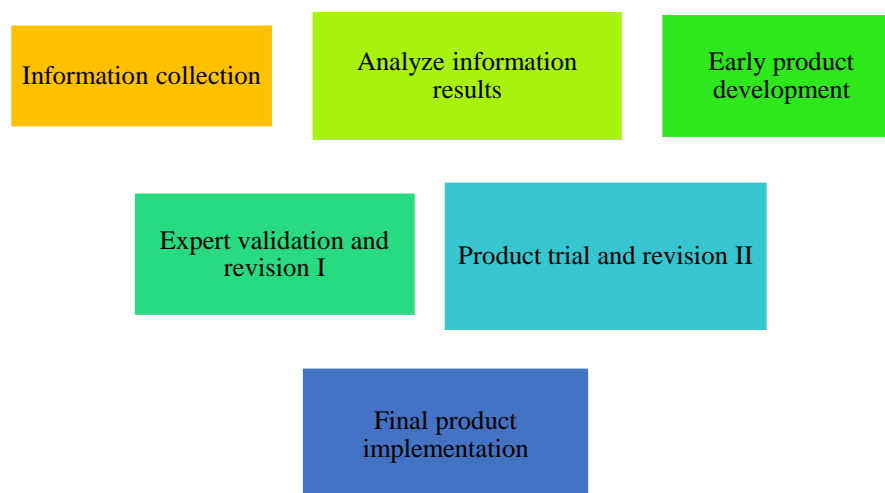 Information collection
Analyze information
results
Early product
development
Expert validation and
revision I
Product trial and revision II
Final product
implementation